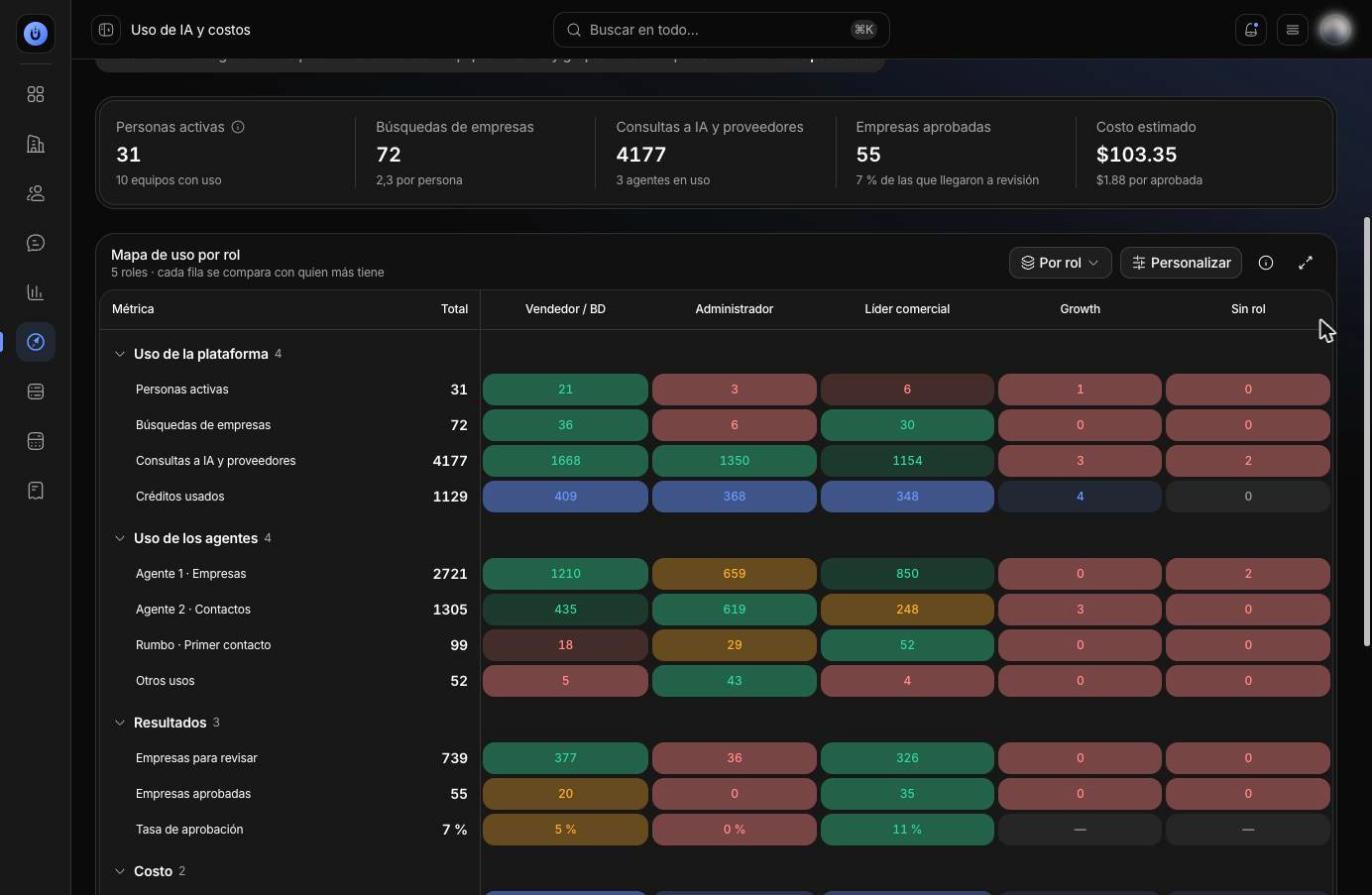 Uso de IA y costos
Buscar en todo...
⌘K
Personas activas
31
10 equipos con uso
Búsquedas de empresas
72
2,3 por persona
Consultas a IA y proveedores
4177
3 agentes en uso
Empresas aprobadas
55
7 % de las que llegaron a revisión
Costo estimado
$103.35
$1.88 por aprobada
Mapa de uso por rol
5 roles · cada fila se compara con quien más tiene
Por rol
Personalizar
Métrica Total Vendedor / BD Administrador Líder comercial Growth Sin rol
Uso de la plataforma 4
Personas activas 31 21 3 6 1 0
Búsquedas de empresas 72 36 6 30 0 0
Consultas a IA y proveedores 4177 1668 1350 1154 3 2
Créditos usados 1129 409 368 348 4 0
Uso de los agentes 4
Agente 1 · Empresas 2721 1210 659 850 0 2
Agente 2 · Contactos 1305 435 619 248 3 0
Rumbo · Primer contacto 99 18 29 52 0 0
Otros usos 52 5 43 4 0 0
Resultados 3
Empresas para revisar 739 377 36 326 0 0
Empresas aprobadas 55 20 0 35 0 0
Tasa de aprobación 7 % 5 % 0 % 11 % — —
Costo 2